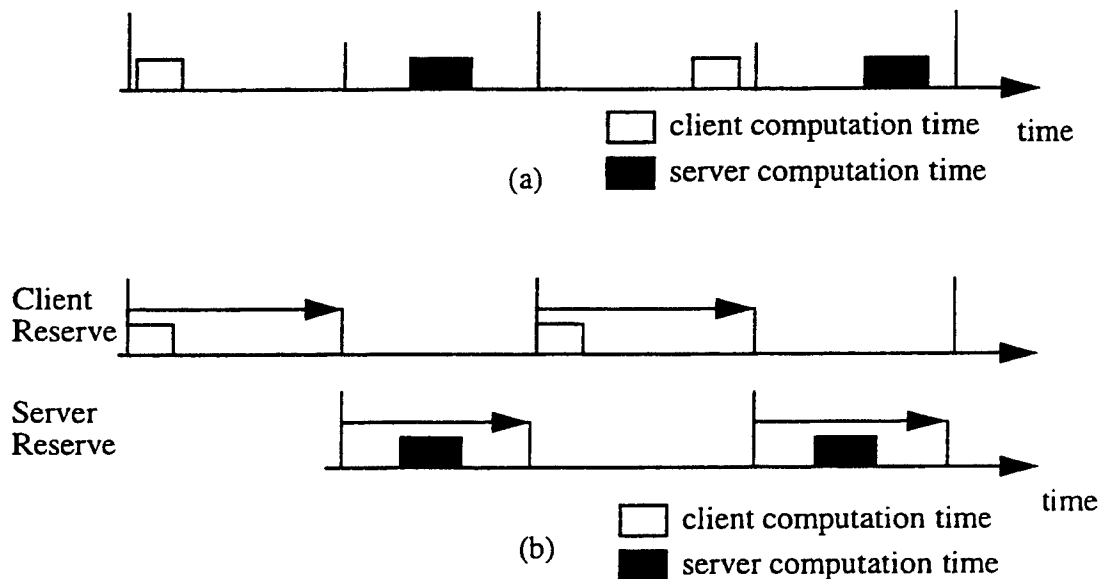 client computation time
time
server computation time
(a)
Client
Reserve
Server
Reserve
time
client computation time
(b)
server computation time